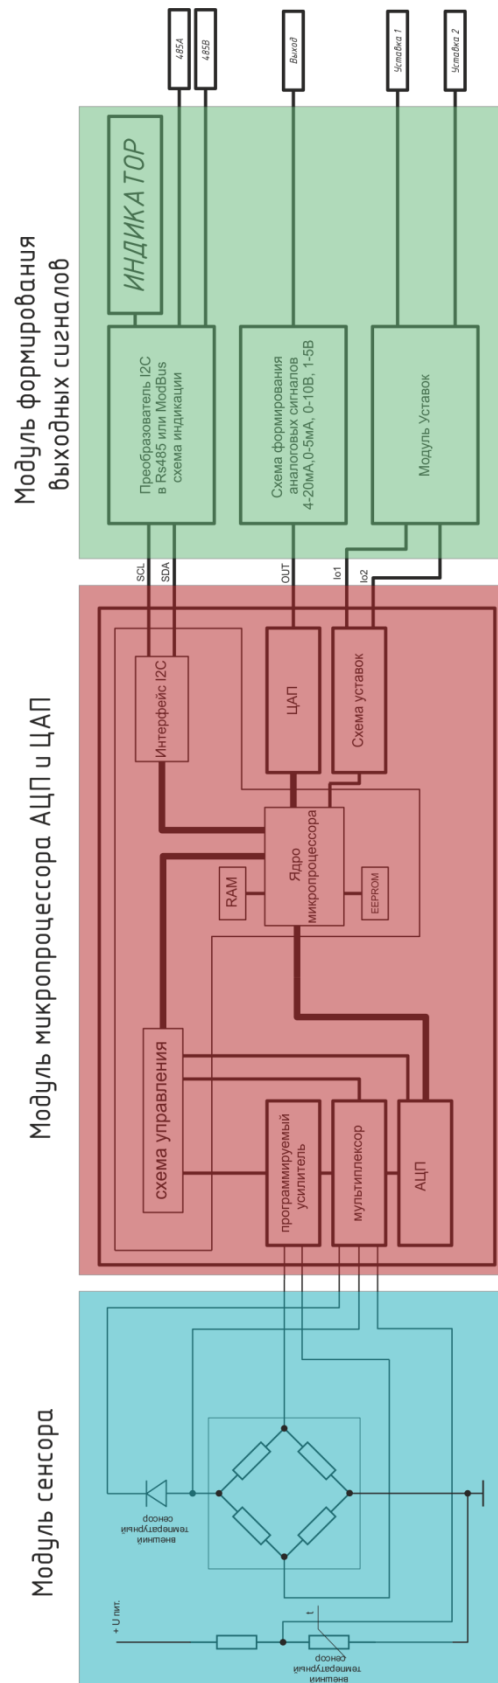 485A
485B
Выход
Уставка 1
Уставка 2
Модуль формирования
выходных сигналов
ИНДИКАТОР
Преобразователь I2C
в Rs485 или ModBus
схема индикации
Схема формирования
аналоговых сигналов
4-20мА,0-5мА, 0-10В, 1-5В
Модуль Уставок
SCL
SDA
OUT
Io1
Io2
Модуль микропроцессора АЦП и ЦАП
Интерфейс I2C
ЦАП
Схема уставок
RAM
Ядро
микропроцессора
EEPROM
схема управления
программируемый
усилитель
мультиплексор
АЦП
Модуль сенсора
внешний
температурный
сенсор
+ U пит.
t
внешний
температурный
сенсор